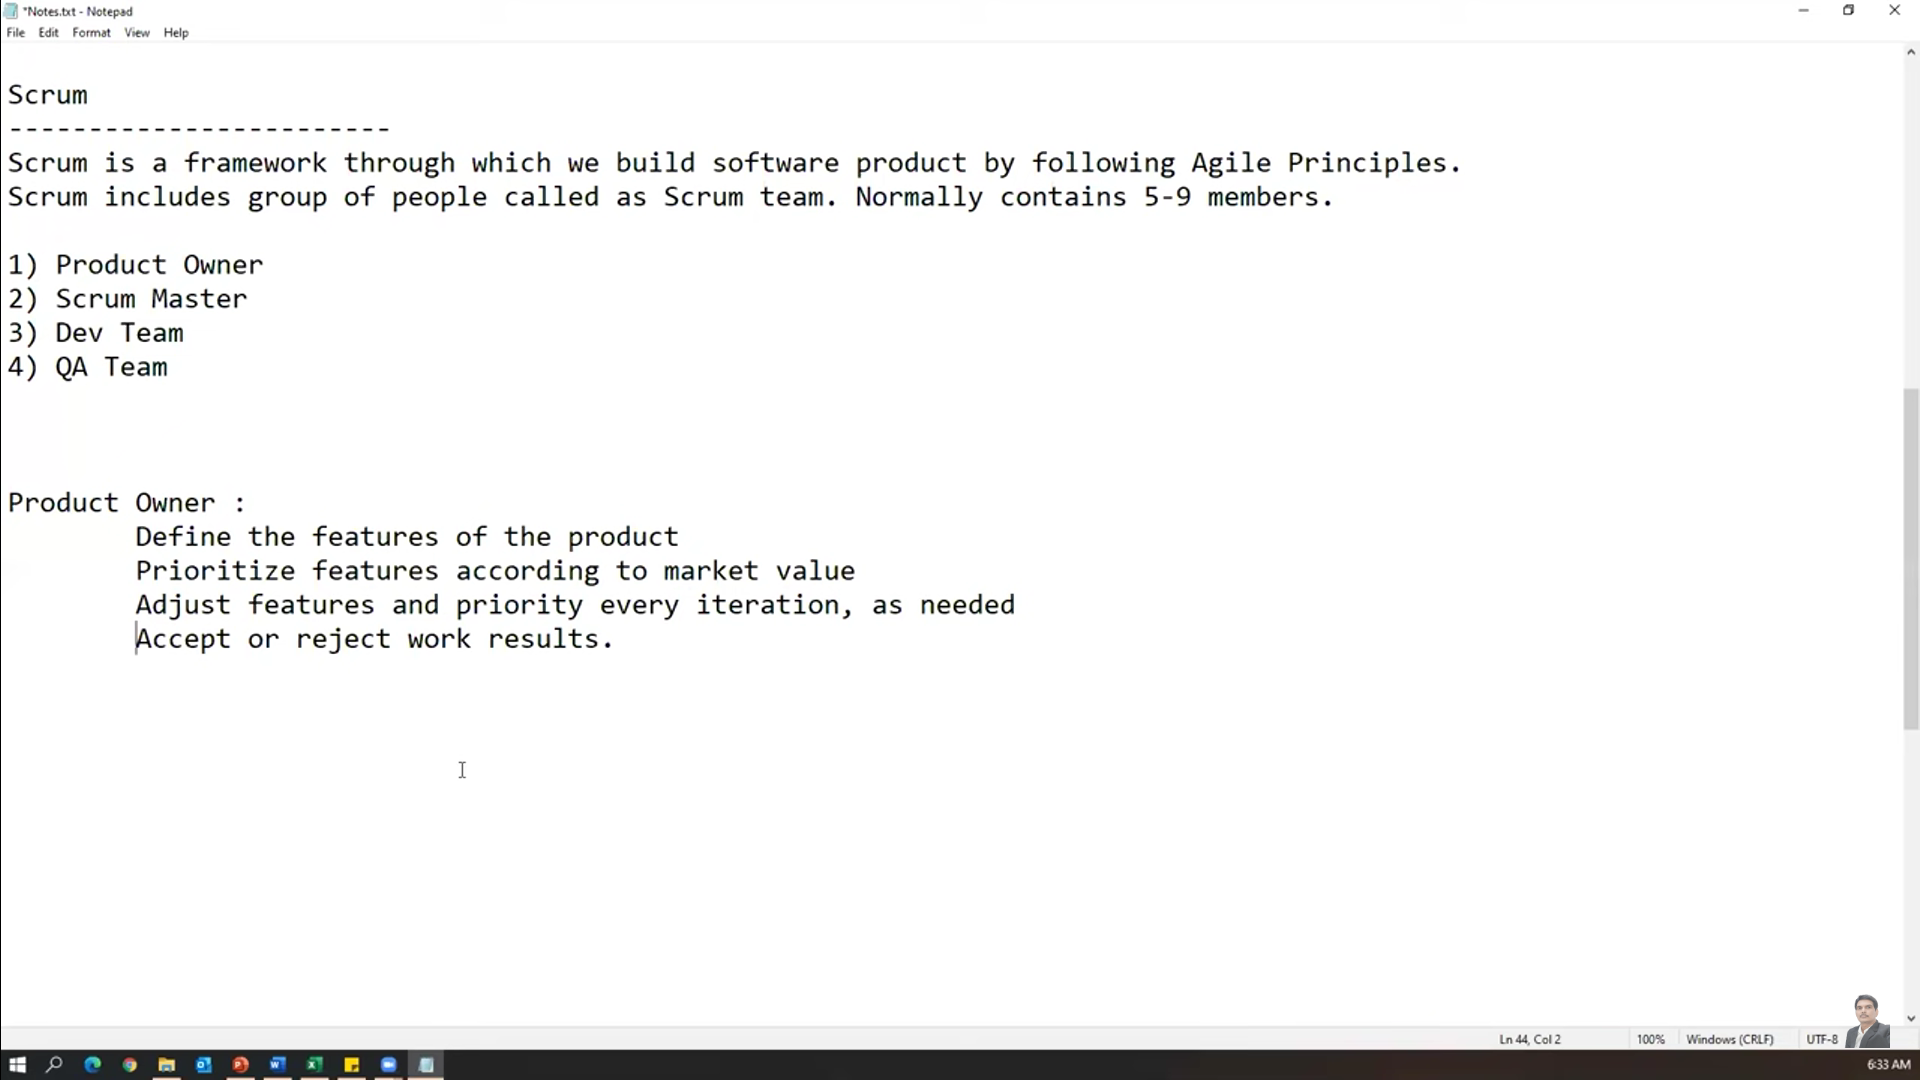 *Notes.txt - Notepad
File Edit Format View Help
Scrum
------------------------
Scrum is a framework through which we build software product by following Agile Principles.
Scrum includes group of people called as Scrum team. Normally contains 5-9 members.
1) Product Owner
2) Scrum Master
3) Dev Team
4) QA Team
Product Owner :
Define the features of the product
Prioritize features according to market value
Adjust features and priority every iteration, as needed
Accept or reject work results.
Ln 44, Col 2 100% Windows (CRLF) UTF-8
6:33 AM